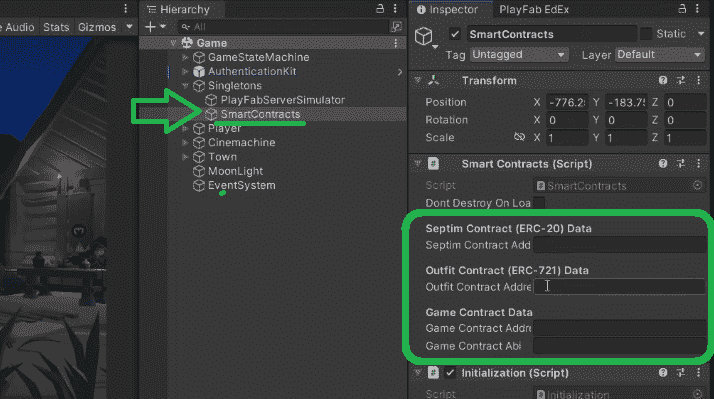 Audio Stats Gizmos
Hierarchy
All
Game
GameStateMachine
AuthenticationKit
Singletons
PlayFabServerSimulator
SmartContracts
Player
Cinemachine
Town
MoonLight
EventSystem
Inspector PlayFab EdEx
SmartContracts Static
Tag Untagged Layer Default
Transform
Position X -776.2 Y -183.7 Z 0
Rotation X 0 Y 0 Z 0
Scale X 1 Y 1 Z 1
# Smart Contracts (Script)
Script SmartContracts
Dont Destroy On Loa
Septim Contract (ERC-20) Data
Septim Contract Add
Outfit Contract (ERC-721) Data
Outfit Contract Addre
Game Contract Data
Game Contract Addre
Game Contract Abi
# Initialization (Script)
Script Initialization